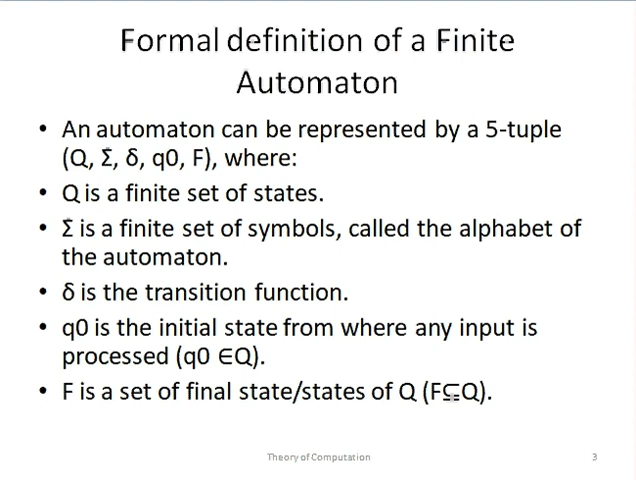 Formal definition of a Finite
Automaton
• An automaton can be represented by a 5-tuple
(Q, Σ, δ, q0, F), where:
• Q is a finite set of states.
• Σ is a finite set of symbols, called the alphabet of
the automaton.
• δ is the transition function.
• q0 is the initial state from where any input is
processed (q0 ∈Q).
• F is a set of final state/states of Q (F⊆Q).
Theory of Computation
3